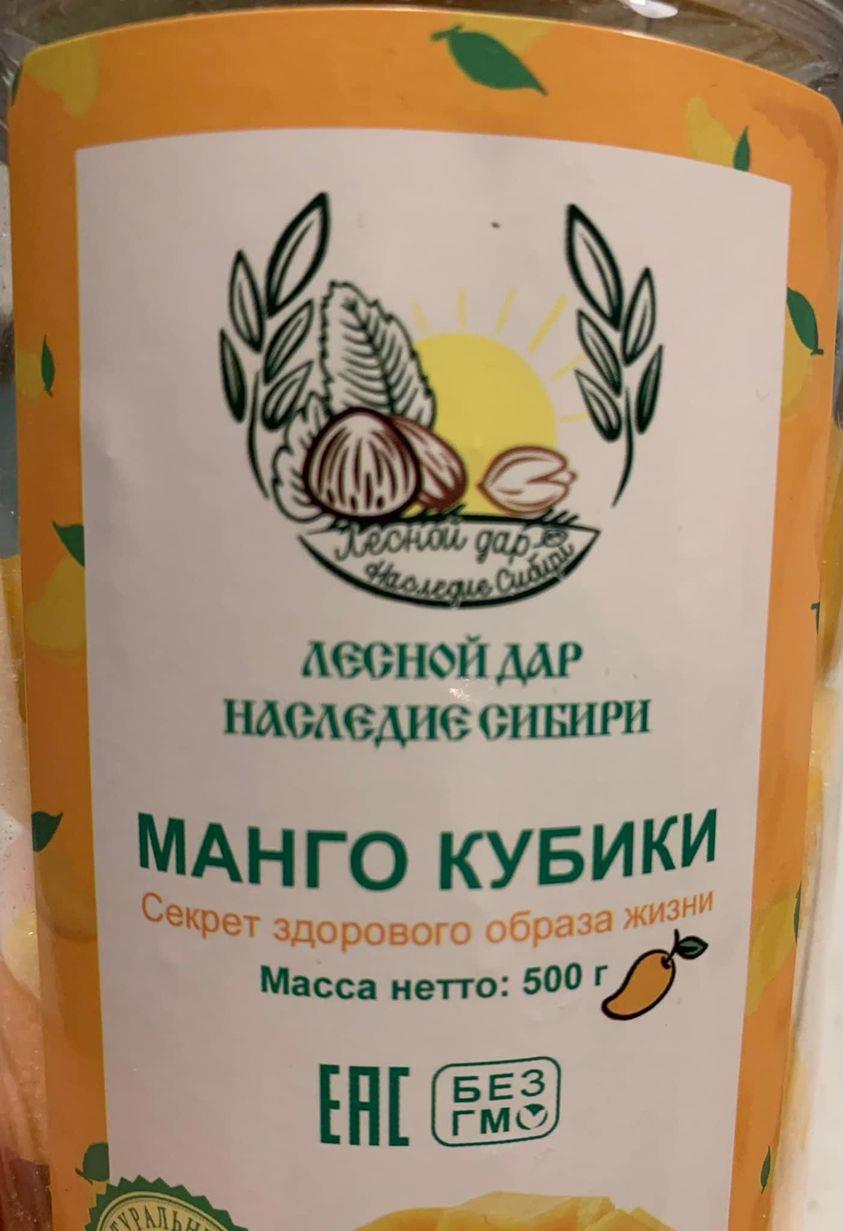 Лесной дар
Наследие Сибири
ЛЕСНОЙ ДАР
НАСЛЕДИЕ СИБИРИ
МАНГО КУБИКИ
Секрет здорового образа жизни
Масса нетто: 500 г
ЕАС
БЕЗ
ГМО